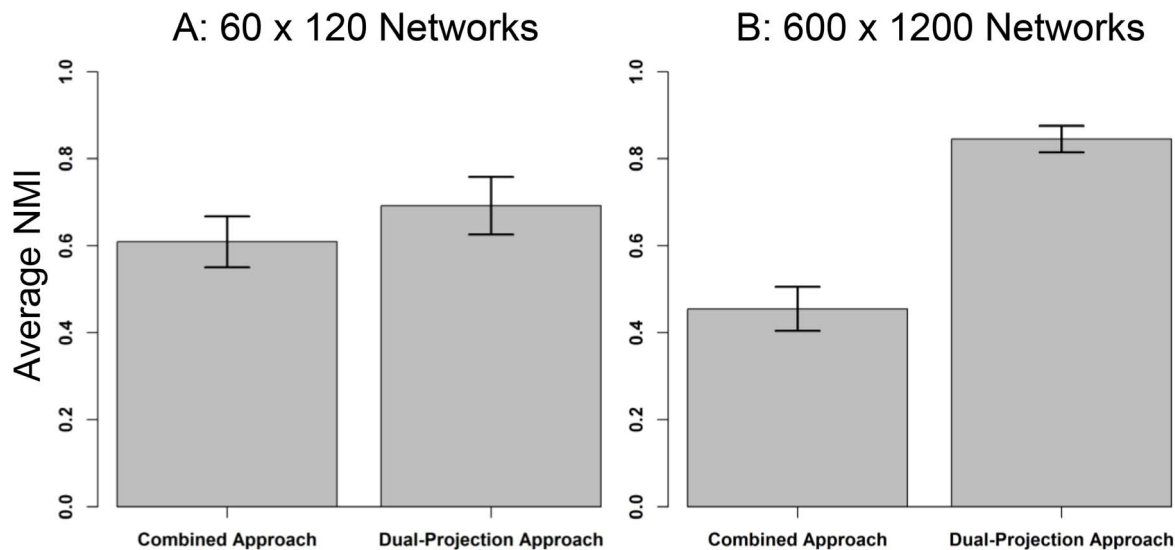 A: 60 x 120 Networks
B: 600 x 1200 Networks
Average NMI
1.0
0.8
0.6
0.4
0.2
0.0
Combined Approach
Dual-Projection Approach
1.0
0.8
0.6
0.4
0.2
0.0
Combined Approach
Dual-Projection Approach